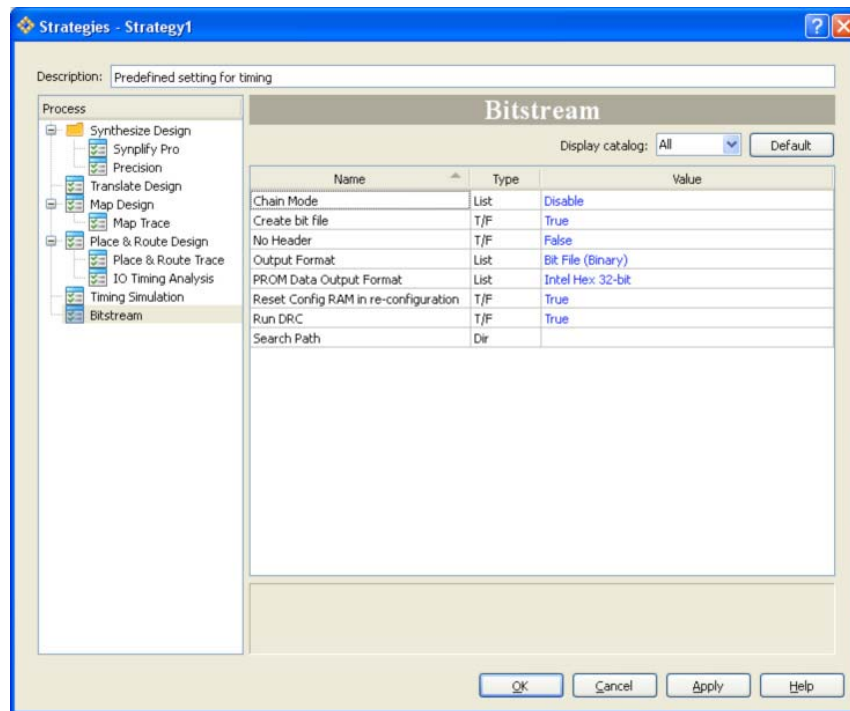 Strategies - Strategy1
Description: Predefined setting for timing
Process
Synthesize Design
Synplify Pro
Precision
Translate Design
Map Design
Map Trace
Place & Route Design
Place & Route Trace
IO Timing Analysis
Timing Simulation
Bitstream
Bitstream
Display catalog: All Default
Name Type Value
Chain Mode List Disable
Create bit file T/F True
No Header T/F False
Output Format List Bit File (Binary)
PROM Data Output Format List Intel Hex 32-bit
Reset Config RAM in re-configuration T/F True
Run DRC T/F True
Search Path Dir
OK Cancel Apply Help